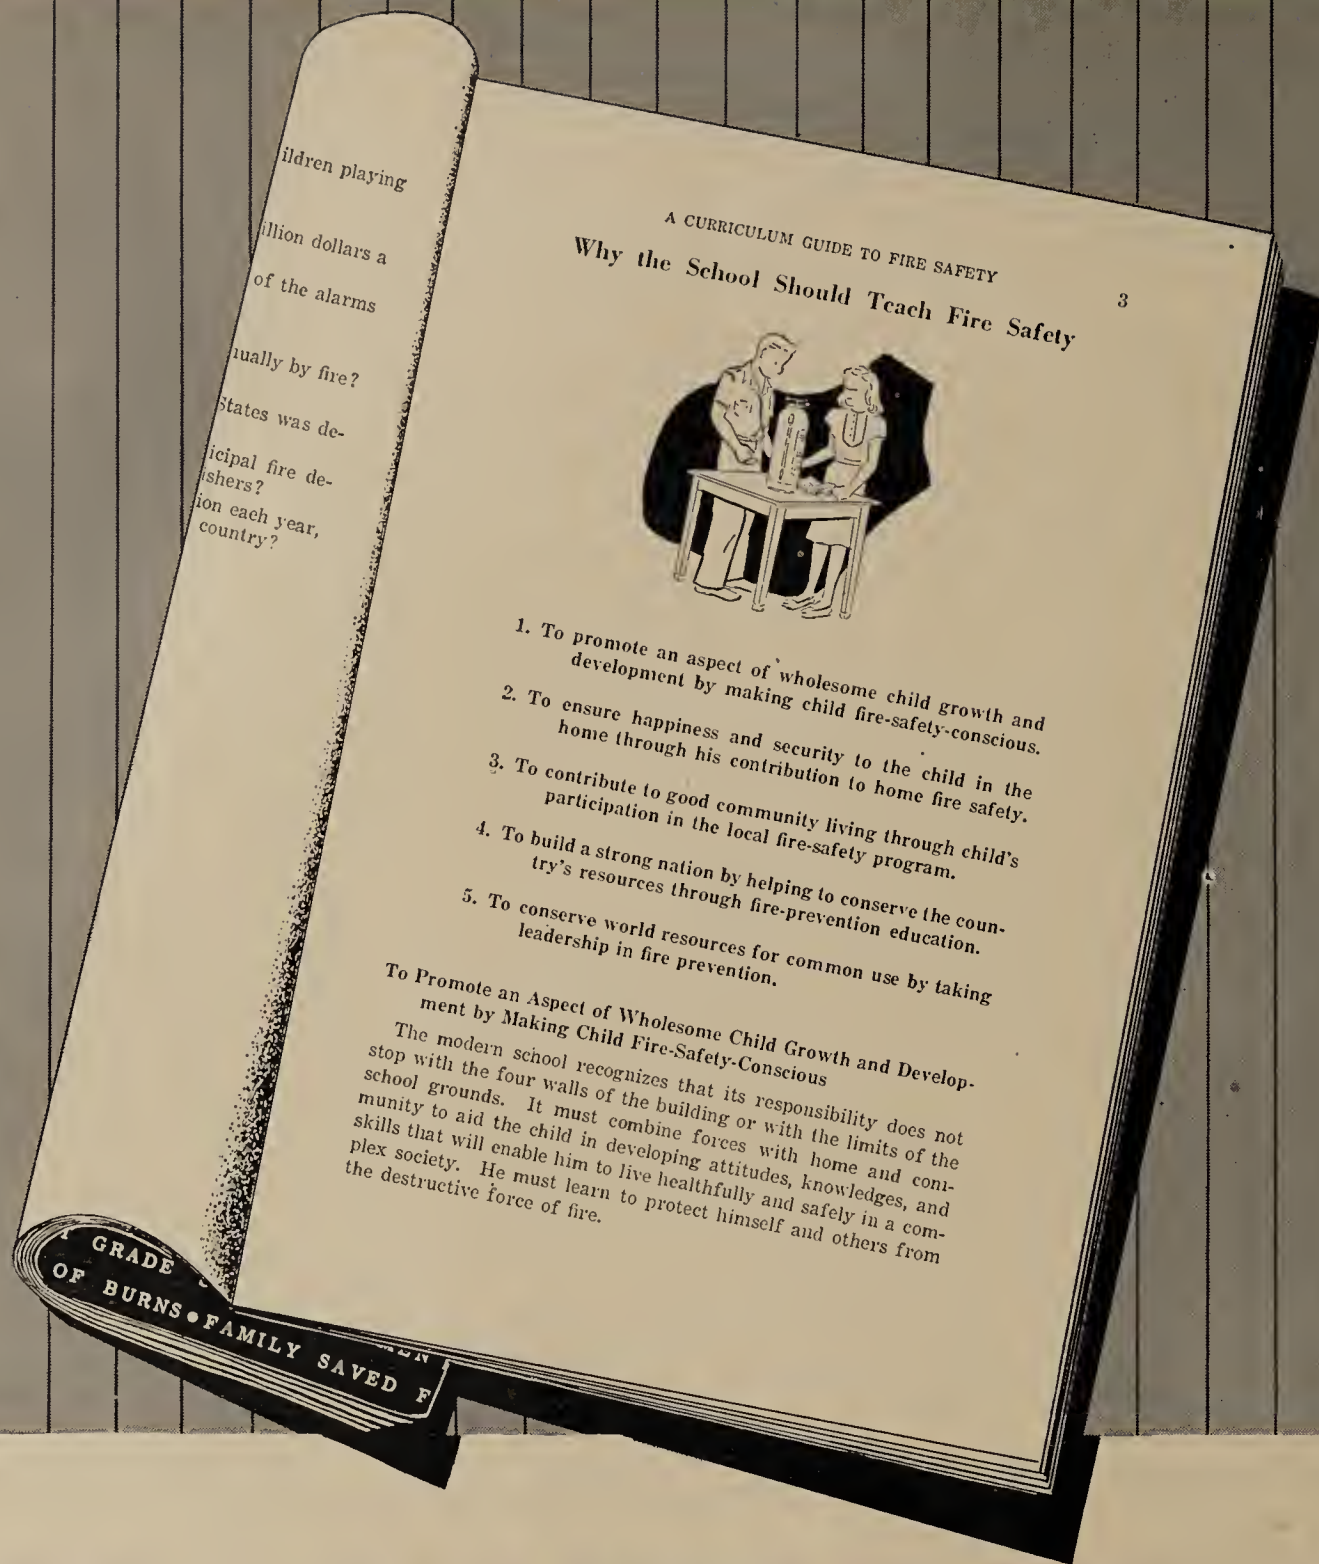 ildren playing
illion dollars a
of the alarms
ually by fire?
States was de-
icipal fire de-
ishers?
ion each year,
country?
A CURRICULUM GUIDE TO FIRE SAFETY
3
Why the School Should Teach Fire Safety
1. To promote an aspect of wholesome child growth and
development by making child fire-safety-conscious.
2. To ensure happiness and security to the child in the
home through his contribution to home fire safety.
3. To contribute to good community living through child's
participation in the local fire-safety program.
4. To build a strong nation by helping to conserve the coun-
try's resources through fire-prevention education.
5. To conserve world resources for common use by taking
leadership in fire prevention.
To Promote an Aspect of Wholesome Child Growth and Develop-
ment by Making Child Fire-Safety-Conscious
The modern school recognizes that its responsibility does not
stop with the four walls of the building or with the limits of the
school grounds. It must combine forces with home and com-
munity to aid the child in developing attitudes, knowledges, and
skills that will enable him to live healthfully and safely in a com-
plex society. He must learn to protect himself and others from
the destructive force of fire.
GRADE
OF BURNS • FAMILY SAVED F